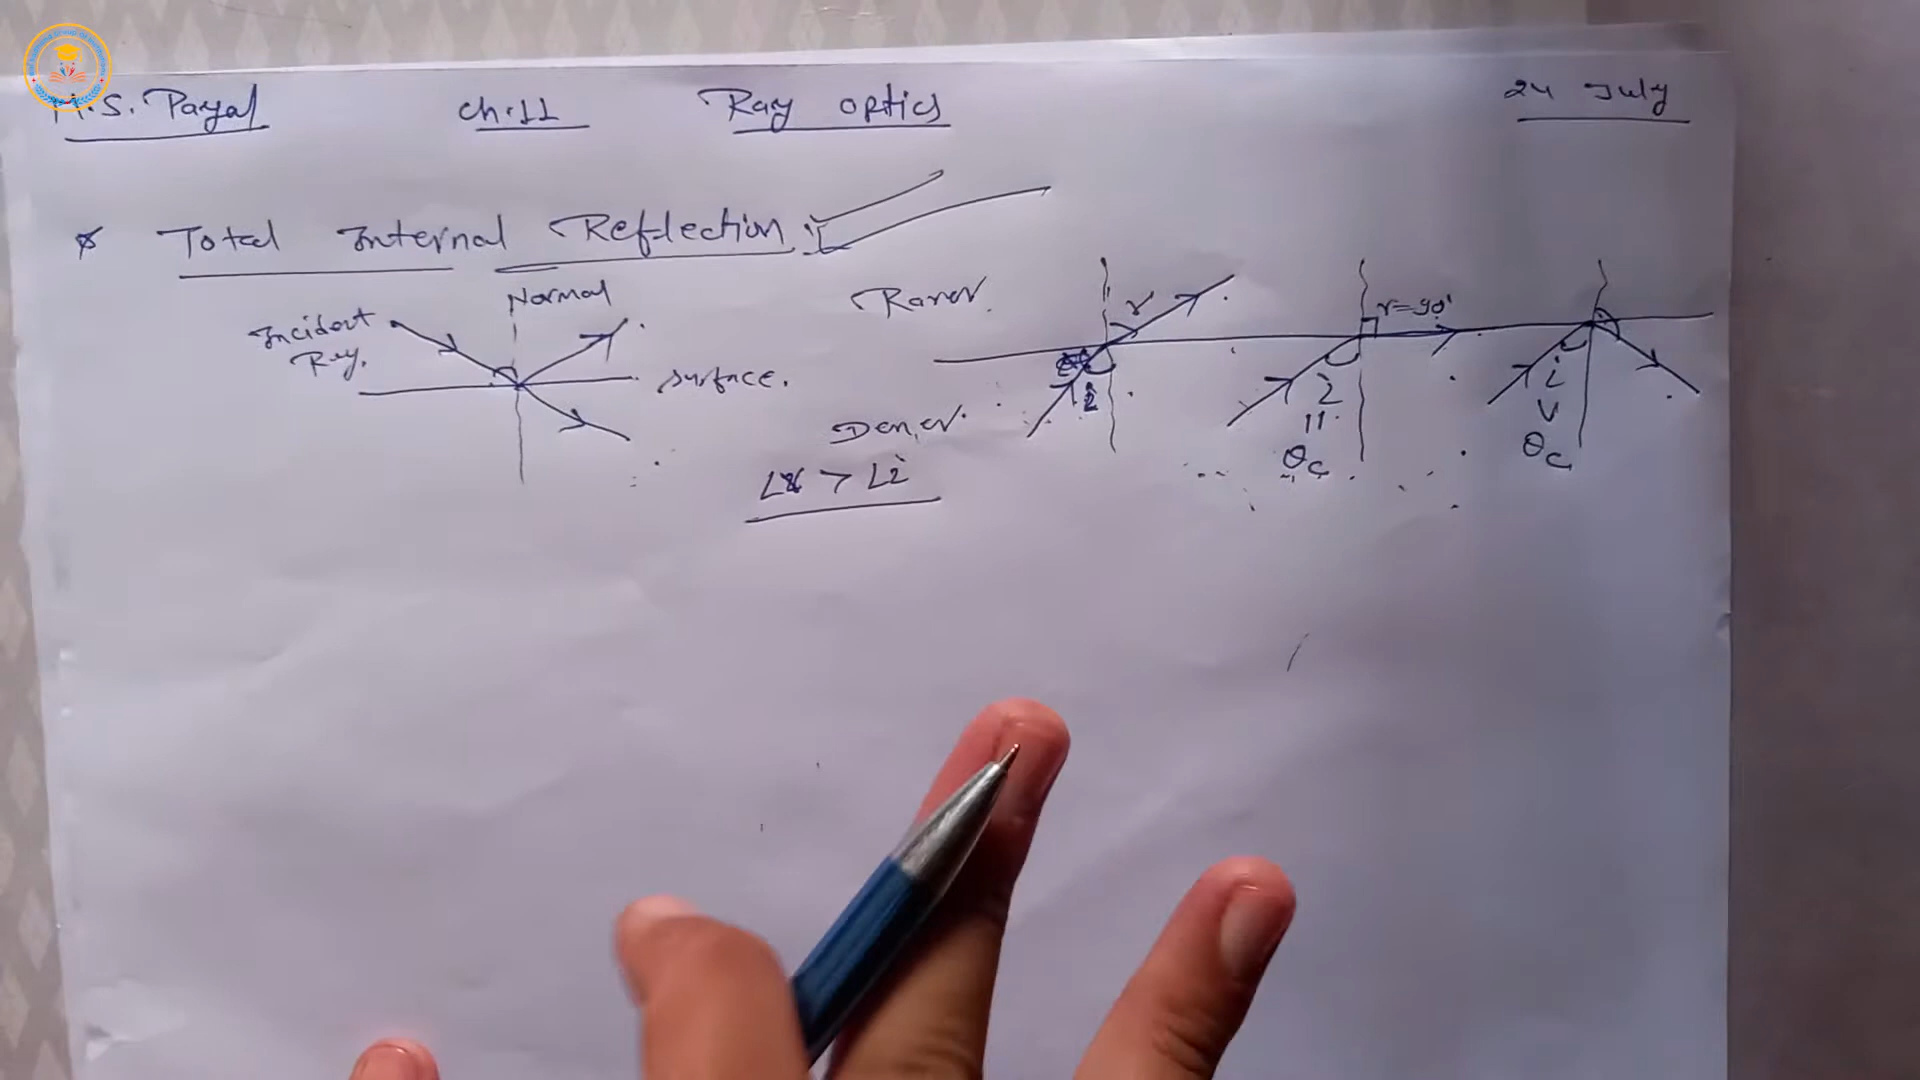 M.S. Payal ch.11 Ray optics 24 July
Total Internal Reflection :
Normal
Incident Ray.
surface.
Rarer.
Denser.
∠r > ∠i
r
i
r=90°
i
||
θc
i
V
θc